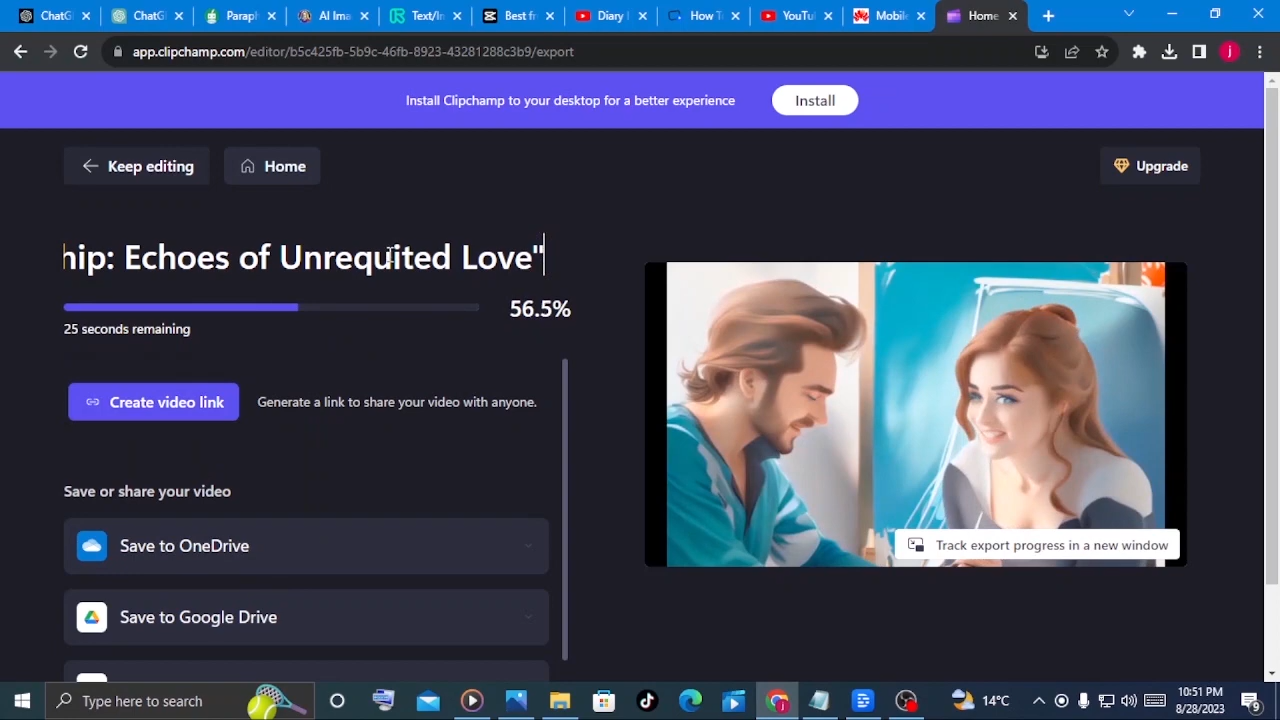 ChatG
ChatG
Paraph
AI Ima
Text/In
Best fr
Diary I
How T
YouTu
Mobile
Home
app.clipchamp.com/editor/b5c425fb-5b9c-46fb-8923-43281288c3b9/export
j
Install Clipchamp to your desktop for a better experience
Install
Keep editing
Home
Upgrade
hip: Echoes of Unrequited Love"
56.5%
25 seconds remaining
Create video link
Generate a link to share your video with anyone.
Save or share your video
Save to OneDrive
Save to Google Drive
Track export progress in a new window
Type here to search
14°C
10:51 PM
8/28/2023
9